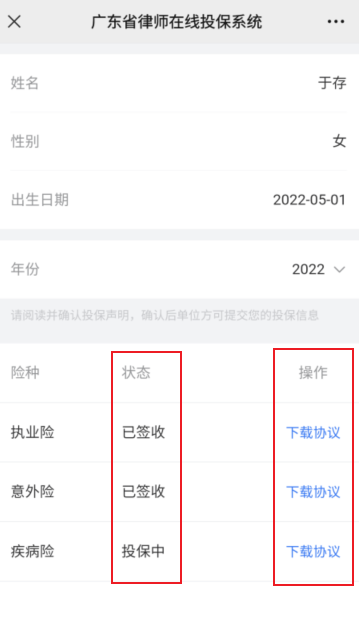 广东省律师在线投保系统
姓名 于存
性别 女
出生日期 2022-05-01
年份 2022
请阅读并确认投保声明，确认后单位方可提交您的投保信息
险种 状态 操作
执业险 已签收 下载协议
意外险 已签收 下载协议
疾病险 投保中 下载协议